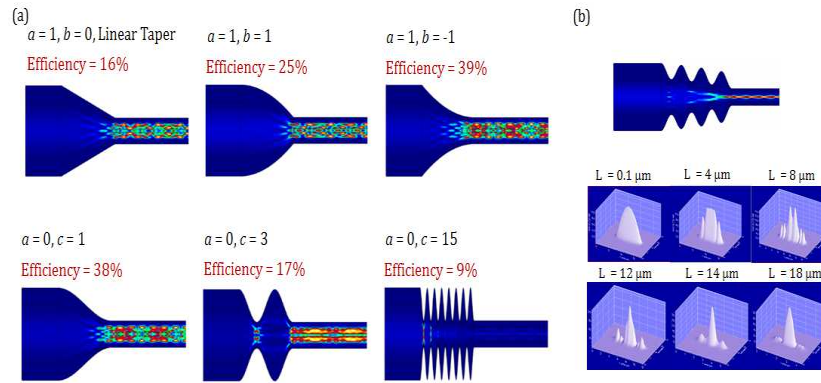 (a)
(b)
a = 1, b = 0, Linear Taper
a = 1, b = 1
a = 1, b = -1
Efficiency = 16%
Efficiency = 25%
Efficiency = 39%
L = 0.1 µm
L = 4 µm
L = 8 µm
a = 0, c = 1
a = 0, c = 3
a = 0, c = 15
Efficiency = 38%
Efficiency = 17%
Efficiency = 9%
L = 12 µm
L = 14 µm
L = 18 µm